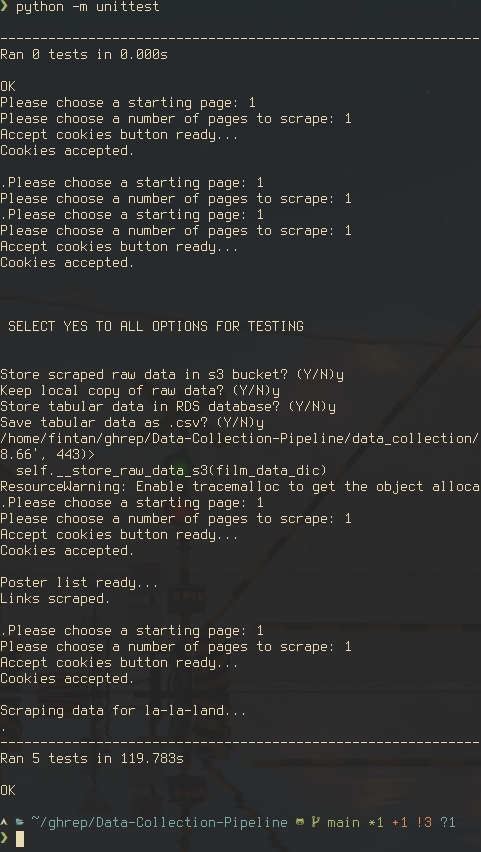 ❯ python -m unittest
----------------------------------------------------------------------
Ran 0 tests in 0.000s
OK
Please choose a starting page: 1
Please choose a number of pages to scrape: 1
Accept cookies button ready...
Cookies accepted.
.Please choose a starting page: 1
Please choose a number of pages to scrape: 1
.Please choose a starting page: 1
Please choose a number of pages to scrape: 1
Accept cookies button ready...
Cookies accepted.
SELECT YES TO ALL OPTIONS FOR TESTING
Store scraped raw data in s3 bucket? (Y/N)y
Keep local copy of raw data? (Y/N)y
Store tabular data in RDS database? (Y/N)y
Save tabular data as .csv? (Y/N)y
/home/fintan/ghrep/Data-Collection-Pipeline/data_collection/
8.66', 443)>
self.__store_raw_data_s3(film_data_dic)
ResourceWarning: Enable tracemalloc to get the object alloca
.Please choose a starting page: 1
Please choose a number of pages to scrape: 1
Accept cookies button ready...
Cookies accepted.
Poster list ready...
Links scraped.
.Please choose a starting page: 1
Please choose a number of pages to scrape: 1
Accept cookies button ready...
Cookies accepted.
Scraping data for la-la-land...
.
----------------------------------------------------------------------
Ran 5 tests in 119.783s
OK
~/ghrep/Data-Collection-Pipeline main *1 +1 !3 ?1
❯